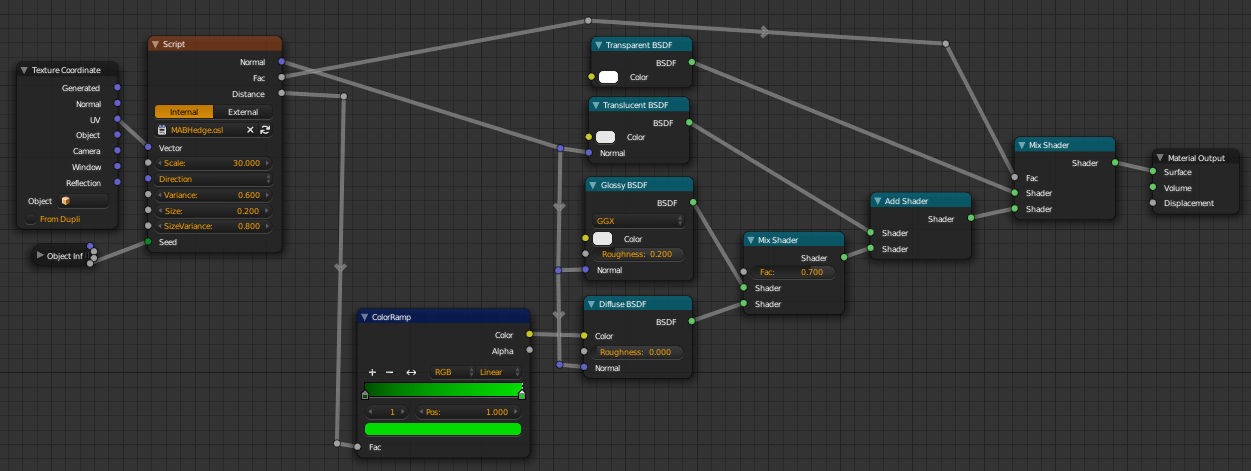 Texture Coordinate
Generated
Normal
UV
Object
Camera
Window
Reflection
Object
From Dupli
Object Inf
Script
Normal
Fac
Distance
Internal External
MABHedge.osl
Vector
Scale: 30.000
Direction
Variance: 0.600
Size: 0.200
SizeVariance: 0.800
Seed
ColorRamp
Color
Alpha
RGB Linear
1 Pos: 1.000
Fac
Transparent BSDF
BSDF
Color
Translucent BSDF
BSDF
Color
Normal
Glossy BSDF
BSDF
GGX
Color
Roughness: 0.200
Normal
Diffuse BSDF
BSDF
Color
Roughness: 0.000
Normal
Mix Shader
Shader
Fac: 0.700
Shader
Shader
Add Shader
Shader
Shader
Shader
Mix Shader
Shader
Fac
Shader
Shader
Material Output
Surface
Volume
Displacement